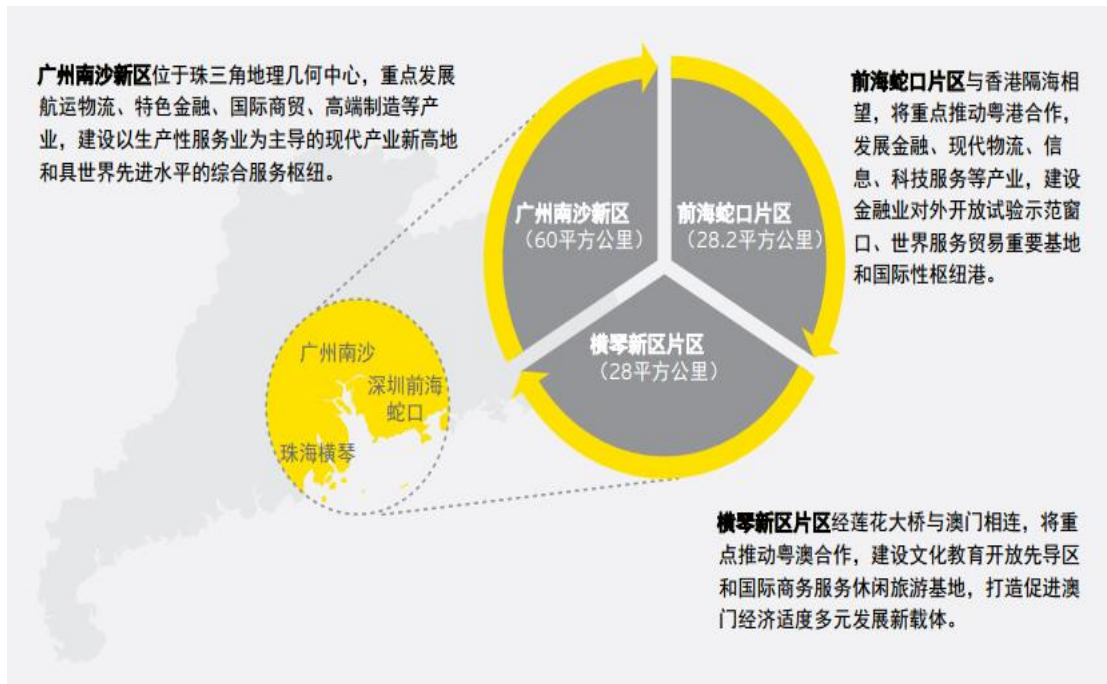 广州南沙新区位于珠三角地理几何中心，重点发展
航运物流、特色金融、国际商贸、高端制造等产
业，建设以生产性服务业为主导的现代产业新高地
和具世界先进水平的综合服务枢纽。
前海蛇口片区与香港隔海相
望，将重点推动粤港合作，
发展金融、现代物流、信
息、科技服务等产业，建设
金融业对外开放试验示范窗
口、世界服务贸易重要基地
和国际性枢纽港。
广州南沙新区
（60平方公里）
前海蛇口片区
（28.2平方公里）
横琴新区片区
（28平方公里）
广州南沙
深圳前海
蛇口
珠海横琴
横琴新区片区经莲花大桥与澳门相连，将重
点推动粤澳合作，建设文化教育开放先导区
和国际商务服务休闲旅游基地，打造促进澳
门经济适度多元发展新载体。